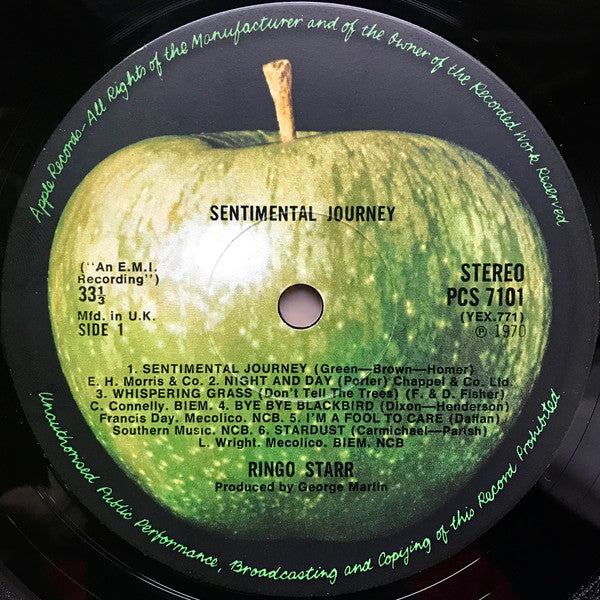 Apple Records-All Rights of the Manufacturer and of the Owner of the Recorded Work Reserved
SENTIMENTAL JOURNEY
("An E.M.I.
Recording")
33⅓
Mfd. in U.K.
SIDE 1
STEREO
PCS 7101
(YEX.771)
Ⓟ 1970
1. SENTIMENTAL JOURNEY (Green—Brown—Homer)
E. H. Morris & Co. 2. NIGHT AND DAY (Porter) Chappel & Co. Ltd.
3. WHISPERING GRASS (Don't Tell The Trees) (F. & D. Fisher)
C. Connelly. BIEM. 4. BYE BYE BLACKBIRD (Dixon—Henderson)
Francis Day. Mecolico. NCB. 5. I'M A FOOL TO CARE (Daffan)
Southern Music. NCB. 6. STARDUST (Carmichael—Parish)
L. Wright. Mecolico. BIEM. NCB
RINGO STARR
Produced by George Martin
Unauthorised Public Performance, Broadcasting and Copying of this Record Prohibited